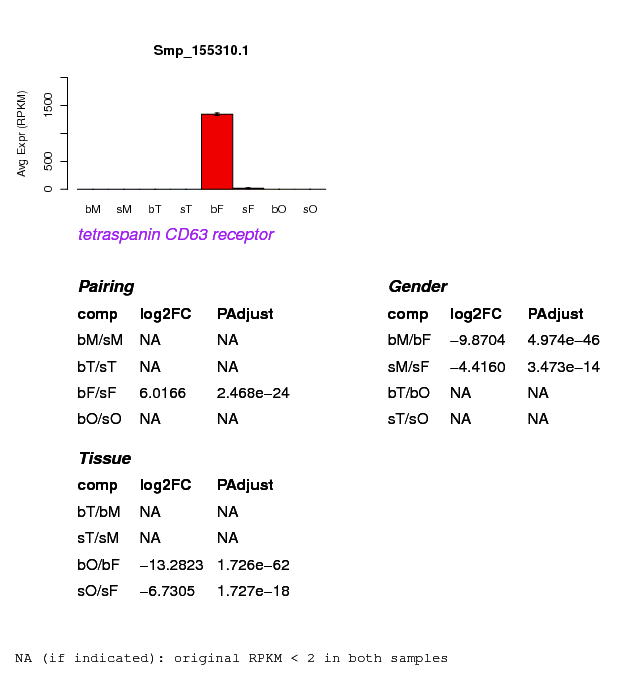 Smp_155310.1
Avg Expr (RPKM)
1500
500
0
bM sM bT sT bF sF bO sO
tetraspanin CD63 receptor
Pairing
comp log2FC PAdjust
bM/sM NA NA
bT/sT NA NA
bF/sF 6.0166 2.468e−24
bO/sO NA NA
Gender
comp log2FC PAdjust
bM/bF −9.8704 4.974e−46
sM/sF −4.4160 3.473e−14
bT/bO NA NA
sT/sO NA NA
Tissue
comp log2FC PAdjust
bT/bM NA NA
sT/sM NA NA
bO/bF −13.2823 1.726e−62
sO/sF −6.7305 1.727e−18
NA (if indicated): original RPKM < 2 in both samples